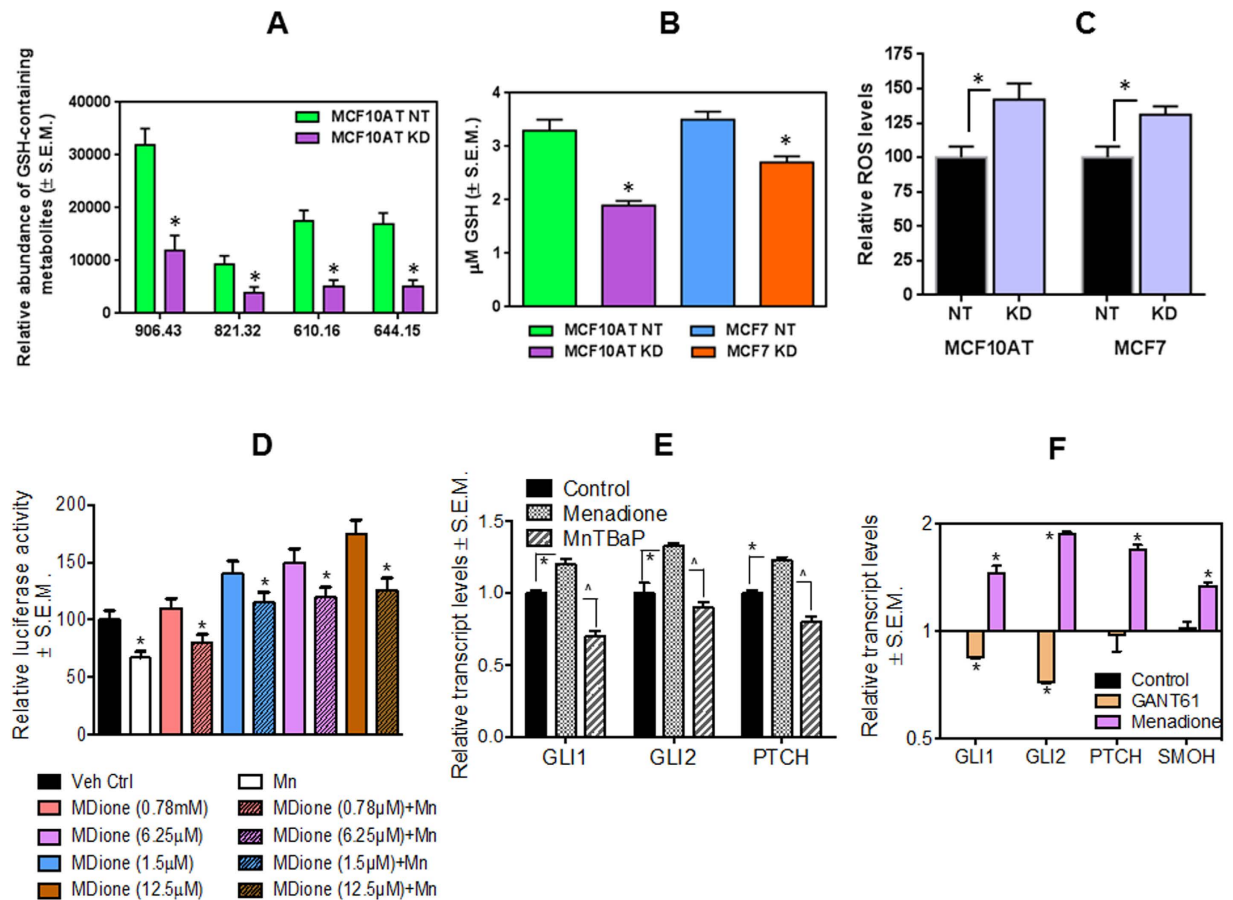 A
Relative abundance of GSH-containing
metabolites (± S.E.M.)
40000
30000
20000
10000
0
MCF10AT NT
MCF10AT KD
*
*
*
*
906.43 821.32 610.16 644.15
B
µM GSH (± S.E.M.)
4
3
2
1
0
*
*
MCF10AT NT MCF7 NT
MCF10AT KD MCF7 KD
C
Relative ROS levels
175
150
125
100
75
50
25
0
*
*
NT KD NT KD
MCF10AT MCF7
D
Relative luciferase activity
± S.E.M.
200
150
100
50
0
*
*
*
*
*
Veh Ctrl Mn
MDione (0.78mM) MDione (0.78µM)+Mn
MDione (6.25µM) MDione (6.25µM)+Mn
MDione (1.5µM) MDione (1.5µM)+Mn
MDione (12.5µM) MDione (12.5µM)+Mn
E
Relative transcript levels ± S.E.M.
1.5
1.0
0.5
0.0
Control
Menadione
MnTBaP
* ^ * ^ * ^
GLI1 GLI2 PTCH
F
Relative transcript levels
± S.E.M.
2
1
0.5
* * * *
* *
Control
GANT61
Menadione
GLI1 GLI2 PTCH SMOH